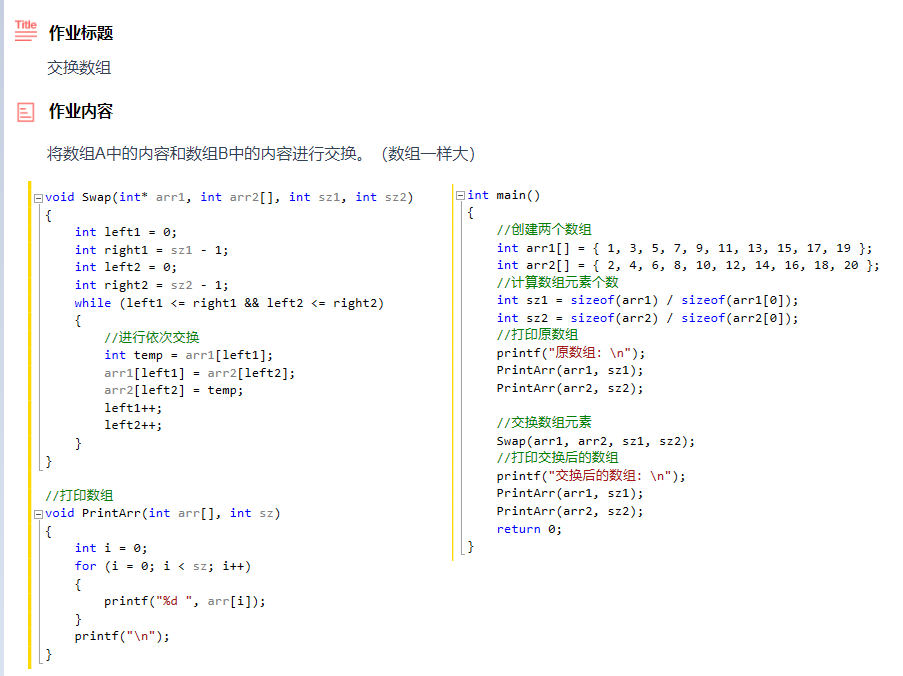 Title
作业标题
交换数组
作业内容
将数组A中的内容和数组B中的内容进行交换。（数组一样大）
void Swap(int* arr1, int arr2[], int sz1, int sz2)
{
    int left1 = 0;
    int right1 = sz1 - 1;
    int left2 = 0;
    int right2 = sz2 - 1;
    while (left1 <= right1 && left2 <= right2)
    {
        //进行依次交换
        int temp = arr1[left1];
        arr1[left1] = arr2[left2];
        arr2[left2] = temp;
        left1++;
        left2++;
    }
}
//打印数组
void PrintArr(int arr[], int sz)
{
    int i = 0;
    for (i = 0; i < sz; i++)
    {
        printf("%d ", arr[i]);
    }
    printf("\n");
}
int main()
{
    //创建两个数组
    int arr1[] = { 1, 3, 5, 7, 9, 11, 13, 15, 17, 19 };
    int arr2[] = { 2, 4, 6, 8, 10, 12, 14, 16, 18, 20 };
    //计算数组元素个数
    int sz1 = sizeof(arr1) / sizeof(arr1[0]);
    int sz2 = sizeof(arr2) / sizeof(arr2[0]);
    //打印原数组
    printf("原数组：\n");
    PrintArr(arr1, sz1);
    PrintArr(arr2, sz2);
    //交换数组元素
    Swap(arr1, arr2, sz1, sz2);
    //打印交换后的数组
    printf("交换后的数组：\n");
    PrintArr(arr1, sz1);
    PrintArr(arr2, sz2);
    return 0;
}